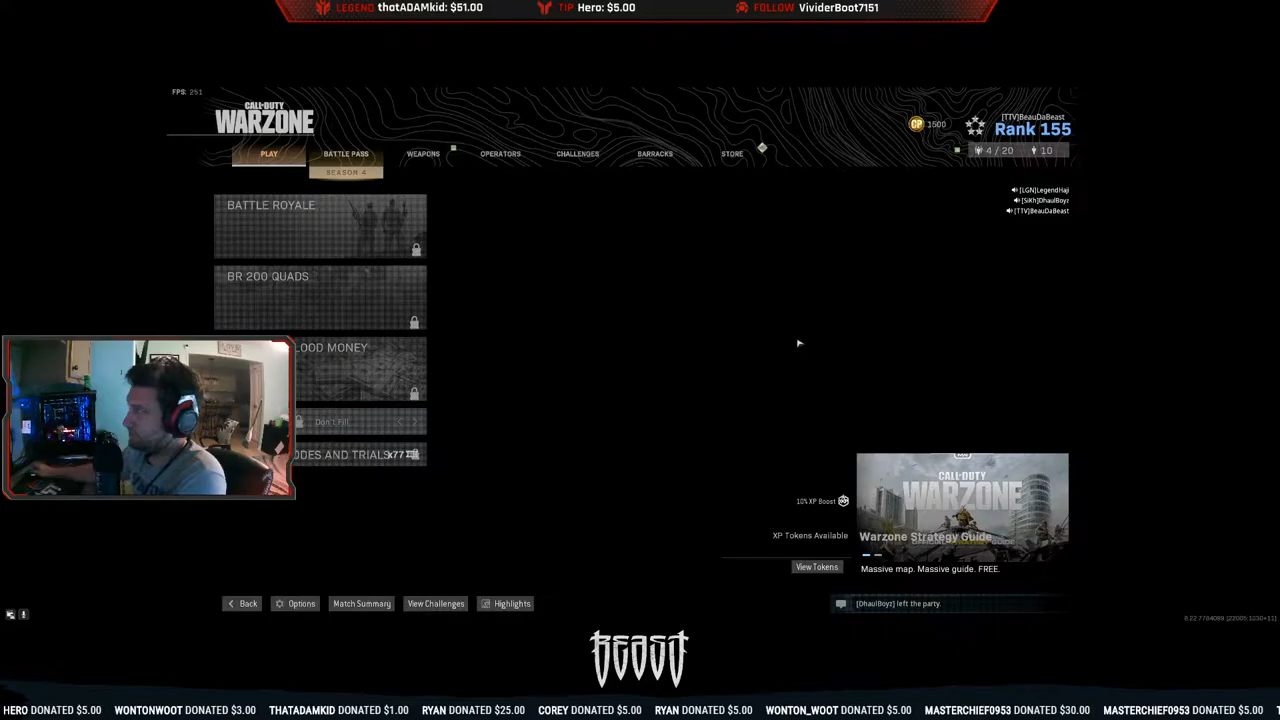 LEGEND thatADAMkid: $51.00 TIP Hero: $5.00 FOLLOW VividerBoot7151
FPS: 251
CALL OF DUTY
WARZONE
CP 1500
[TTV]BeauDaBeast
Rank 155
4 / 20 10
PLAY BATTLE PASS WEAPONS OPERATORS CHALLENGES BARRACKS STORE
SEASON 4
[LGN]LegendHaji
[SiKh]DhaulBoyz
[TTV]BeauDaBeast
BATTLE ROYALE
BR 200 QUADS
LOOD MONEY
Don't Fill
ODES AND TRIALS x771
10% XP Boost
XP Tokens Available
View Tokens
CALL OF DUTY
WARZONE
Warzone Strategy Guide
Massive map. Massive guide. FREE.
Back Options Match Summary View Challenges Highlights
[DhaulBoyz] left the party.
BEAST
HERO DONATED $5.00 WONTONWOOT DONATED $3.00 THATADAMKID DONATED $1.00 RYAN DONATED $25.00 COREY DONATED $5.00 RYAN DONATED $5.00 WONTON_WOOT DONATED $5.00 MASTERCHIEF0953 DONATED $30.00 MASTERCHIEF0953 DONATED $5.00